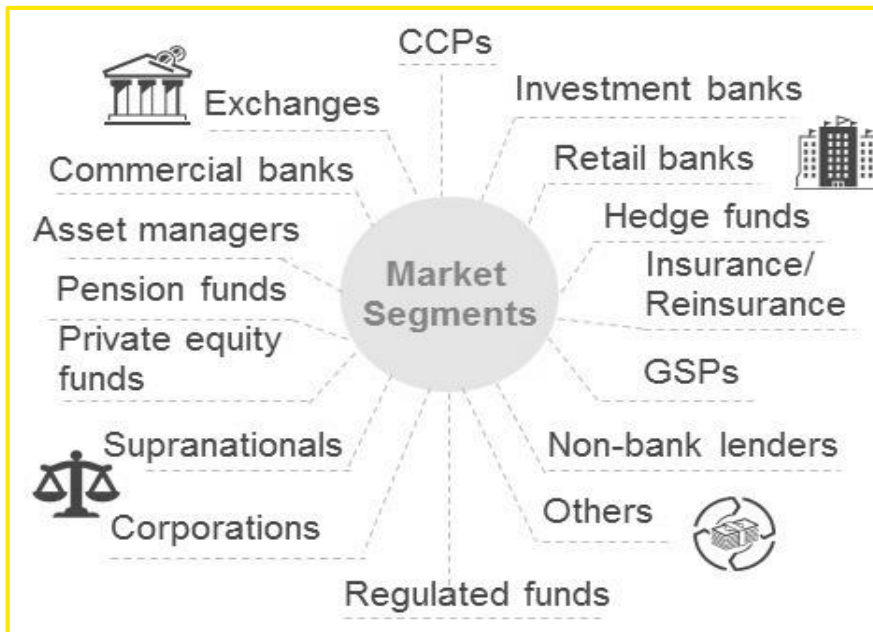 CCPs
Exchanges
Investment banks
Commercial banks
Retail banks
Asset managers
Hedge funds
Pension funds
Insurance/
Reinsurance
Market
Segments
Private equity
funds
GSPs
Supranationals
Non-bank lenders
Corporations
Others
Regulated funds